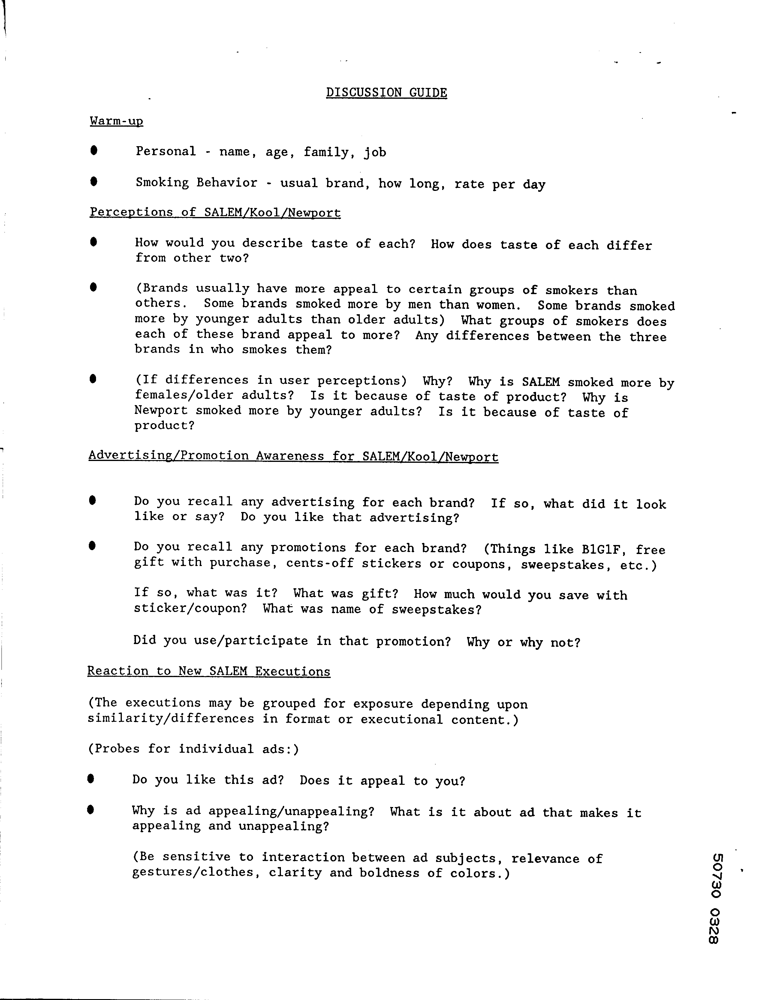 DISCUSSION GUIDE
Warm-up
● Personal - name, age, family, job
● Smoking Behavior - usual brand, how long, rate per day
Perceptions of SALEM/Kool/Newport
● How would you describe taste of each? How does taste of each differ
from other two?
● (Brands usually have more appeal to certain groups of smokers than
others. Some brands smoked more by men than women. Some brands smoked
more by younger adults than older adults) What groups of smokers does
each of these brand appeal to more? Any differences between the three
brands in who smokes them?
● (If differences in user perceptions) Why? Why is SALEM smoked more by
females/older adults? Is it because of taste of product? Why is
Newport smoked more by younger adults? Is it because of taste of
product?
Advertising/Promotion Awareness for SALEM/Kool/Newport
● Do you recall any advertising for each brand? If so, what did it look
like or say? Do you like that advertising?
● Do you recall any promotions for each brand? (Things like B1G1F, free
gift with purchase, cents-off stickers or coupons, sweepstakes, etc.)
If so, what was it? What was gift? How much would you save with
sticker/coupon? What was name of sweepstakes?
Did you use/participate in that promotion? Why or why not?
Reaction to New SALEM Executions
(The executions may be grouped for exposure depending upon
similarity/differences in format or executional content.)
(Probes for individual ads:)
● Do you like this ad? Does it appeal to you?
● Why is ad appealing/unappealing? What is it about ad that makes it
appealing and unappealing?
(Be sensitive to interaction between ad subjects, relevance of
gestures/clothes, clarity and boldness of colors.)
50730 0328